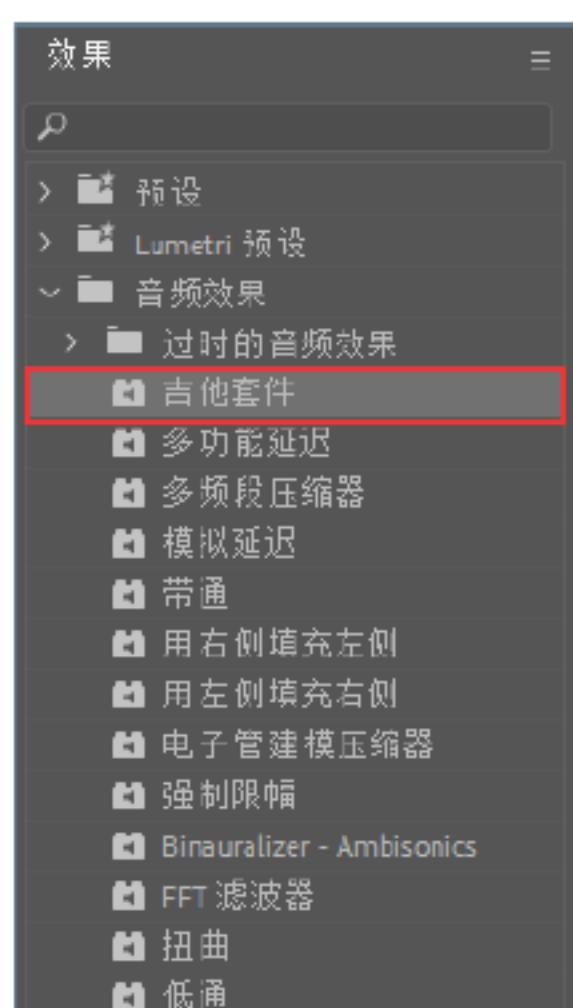 效果
预设
Lumetri 预设
音频效果
过时的音频效果
吉他套件
多功能延迟
多频段压缩器
模拟延迟
带通
用右侧填充左侧
用左侧填充右侧
电子管建模压缩器
强制限幅
Binauralizer - Ambisonics
FFT 滤波器
扭曲
低通